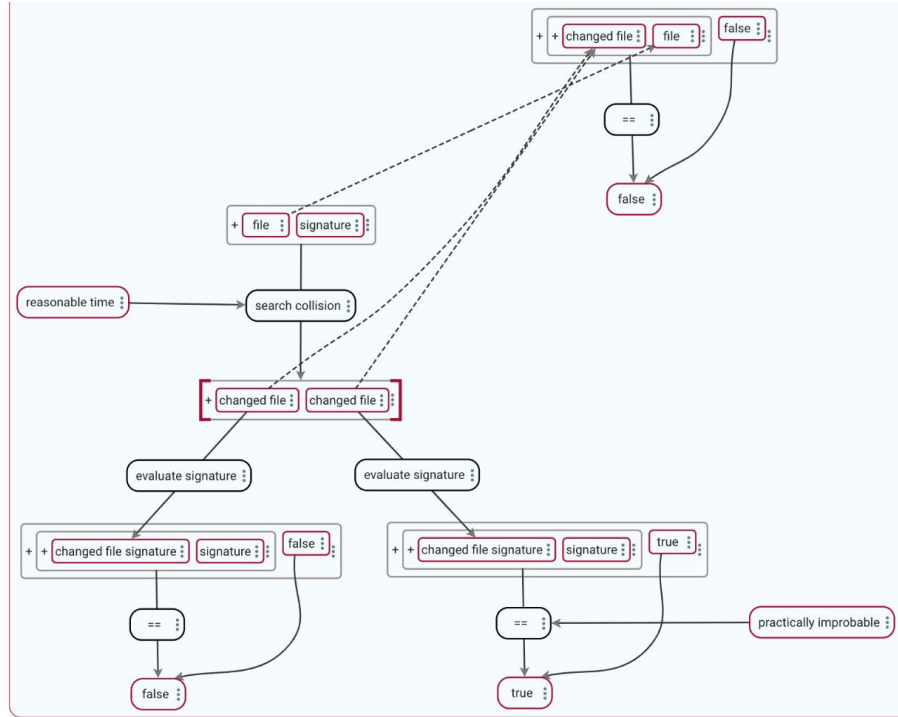 + + changed file file false
==
false
+ file signature
reasonable time
search collision
+ changed file changed file
evaluate signature
evaluate signature
+ + changed file signature signature false
+ + changed file signature signature true
==
==
practically improbable
false
true